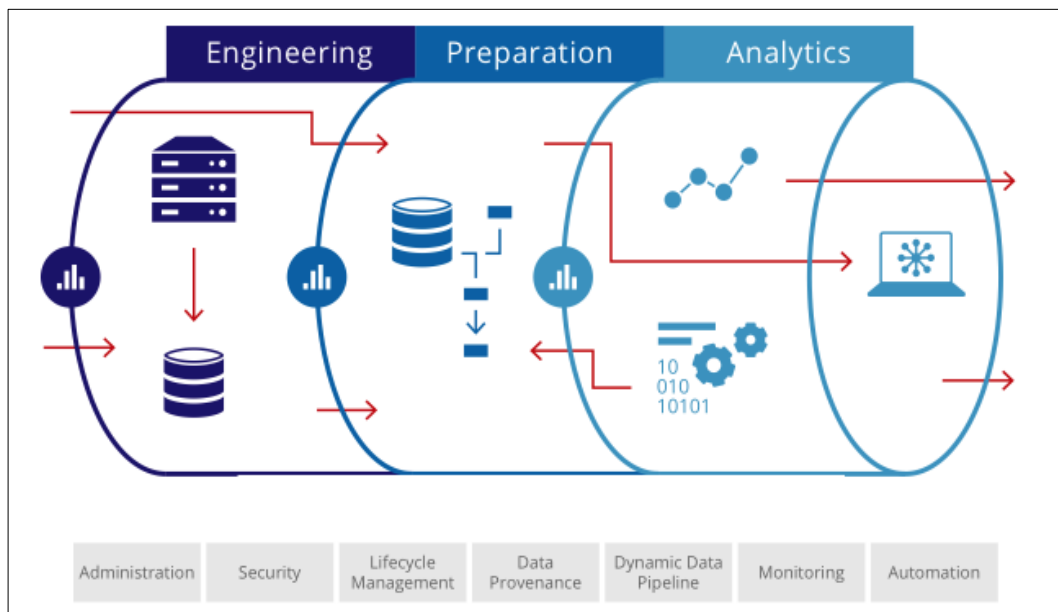 Engineering
Preparation
Analytics
10
010
10101
Administration
Security
Lifecycle
Management
Data
Provenance
Dynamic Data
Pipeline
Monitoring
Automation